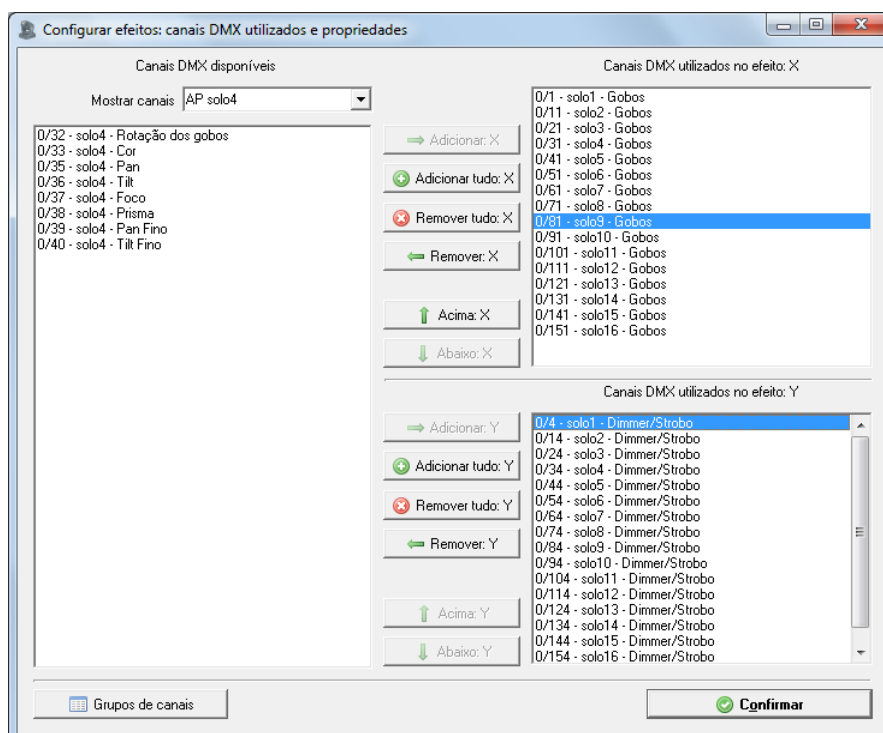 Configurar efeitos: canais DMX utilizados e propriedades
Canais DMX disponíveis
Mostrar canais AP solo4
0/32 - solo4 - Rotação dos gobos
0/33 - solo4 - Cor
0/35 - solo4 - Pan
0/36 - solo4 - Tilt
0/37 - solo4 - Foco
0/38 - solo4 - Prisma
0/39 - solo4 - Pan Fino
0/40 - solo4 - Tilt Fino
Adicionar: X
Adicionar tudo: X
Remover tudo: X
Remover: X
Acima: X
Abaixo: X
Canais DMX utilizados no efeito: X
0/1 - solo1 - Gobos
0/11 - solo2 - Gobos
0/21 - solo3 - Gobos
0/31 - solo4 - Gobos
0/41 - solo5 - Gobos
0/51 - solo6 - Gobos
0/61 - solo7 - Gobos
0/71 - solo8 - Gobos
0/81 - solo9 - Gobos
0/91 - solo10 - Gobos
0/101 - solo11 - Gobos
0/111 - solo12 - Gobos
0/121 - solo13 - Gobos
0/131 - solo14 - Gobos
0/141 - solo15 - Gobos
0/151 - solo16 - Gobos
Adicionar: Y
Adicionar tudo: Y
Remover tudo: Y
Remover: Y
Acima: Y
Abaixo: Y
Canais DMX utilizados no efeito: Y
0/4 - solo1 - Dimmer/Strobo
0/14 - solo2 - Dimmer/Strobo
0/24 - solo3 - Dimmer/Strobo
0/34 - solo4 - Dimmer/Strobo
0/44 - solo5 - Dimmer/Strobo
0/54 - solo6 - Dimmer/Strobo
0/64 - solo7 - Dimmer/Strobo
0/74 - solo8 - Dimmer/Strobo
0/84 - solo9 - Dimmer/Strobo
0/94 - solo10 - Dimmer/Strobo
0/104 - solo11 - Dimmer/Strobo
0/114 - solo12 - Dimmer/Strobo
0/124 - solo13 - Dimmer/Strobo
0/134 - solo14 - Dimmer/Strobo
0/144 - solo15 - Dimmer/Strobo
0/154 - solo16 - Dimmer/Strobo
Grupos de canais
Confirmar